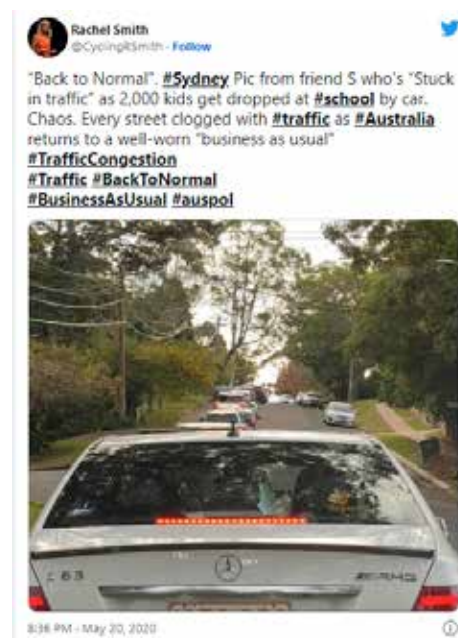 Rachel Smith
@CyclingRSmith · Follow
"Back to Normal". #Sydney Pic from friend S who's "Stuck
in traffic" as 2,000 kids get dropped at #school by car.
Chaos. Every street clogged with #traffic as #Australia
returns to a well-worn "business as usual"
#TrafficCongestion
#Traffic #BackToNormal
#BusinessAsUsual #auspol
63
AMG
8:36 PM · May 20, 2020